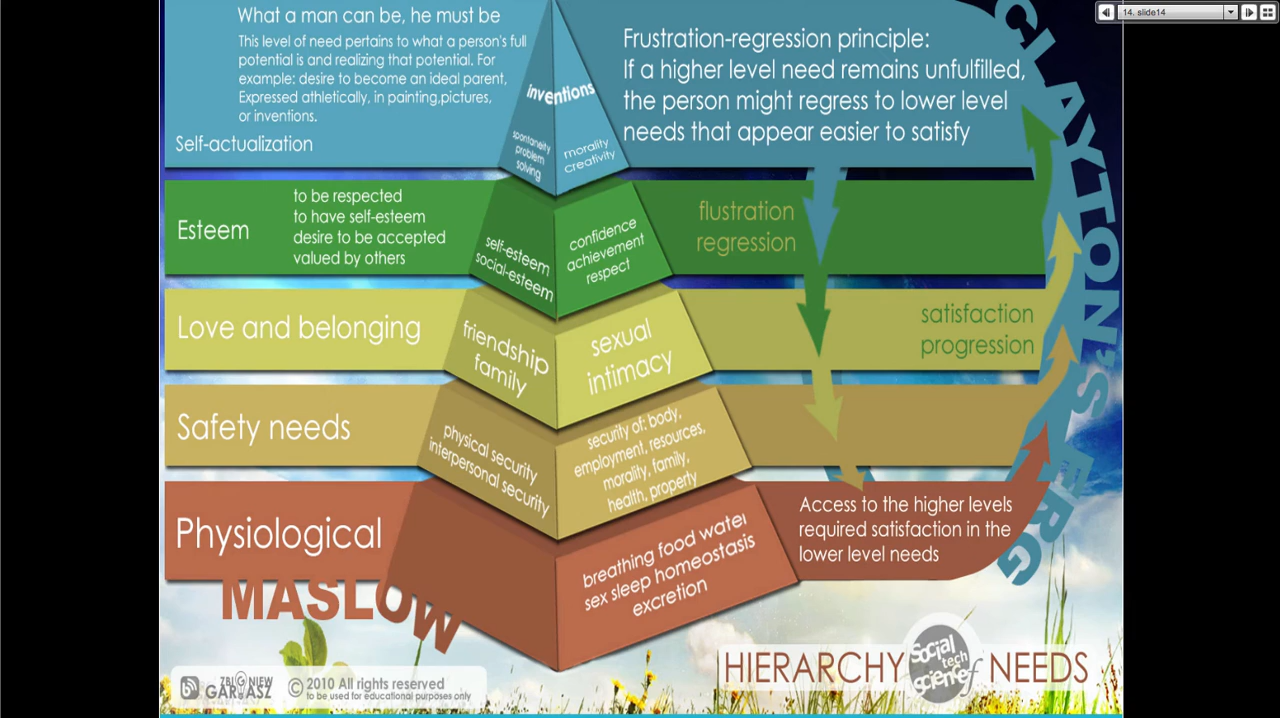 14. slide14
What a man can be, he must be
This level of need pertains to what a person's full
potential is and realizing that potential. For
example: desire to become an ideal parent,
Expressed athletically, in painting,pictures,
or inventions.
Self-actualization
inventions
spontaneity
problem
solving
morality
creativity
Frustration-regression principle:
If a higher level need remains unfulfilled,
the person might regress to lower level
needs that appear easier to satisfy
CLAYTON'S ERG
Esteem
to be respected
to have self-esteem
desire to be accepted
valued by others
self-esteem
social-esteem
confidence
achievement
respect
flustration
regression
Love and belonging
friendship
family
sexual
intimacy
satisfaction
progression
Safety needs
physical security
interpersonal security
security of: body,
employment, resources,
morality, family,
health, property
Physiological
breathing food water
sex sleep homeostasis
excretion
Access to the higher levels
required satisfaction in the
lower level needs
MASLOW
ZBIGNIEW
GARWASZ
© 2010 All rights reserved
to be used for educational purposes only
HIERARCHY of NEEDS
Social
tech
Science